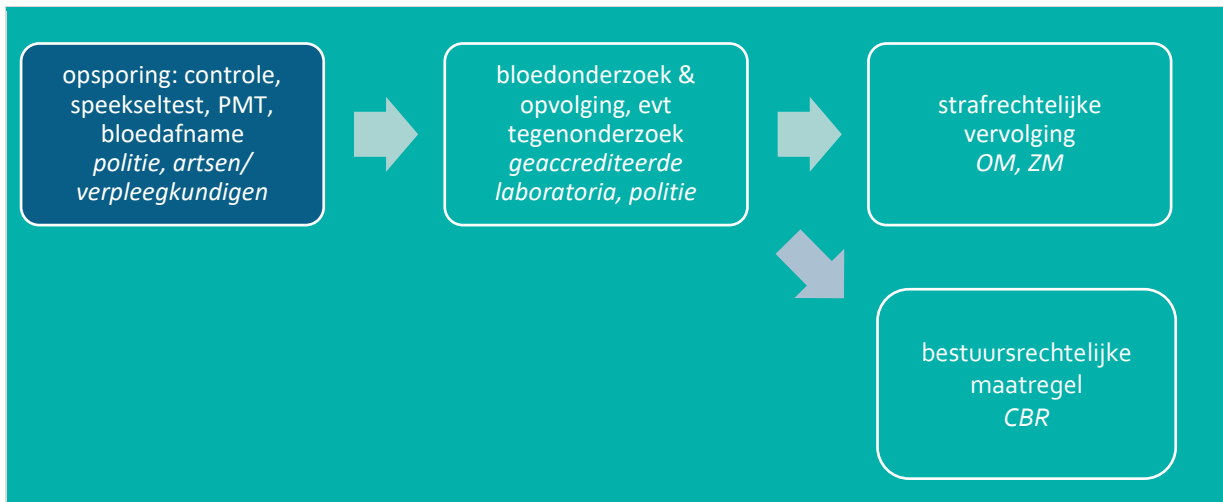 opsporing: controle,
speekseltest, PMT,
bloedafname
politie, artsen/
verpleegkundigen
bloedonderzoek &
opvolging, evt
tegenonderzoek
geaccrediteerde
laboratoria, politie
strafrechtelijke
vervolging
OM, ZM
bestuursrechtelijke
maatregel
CBR